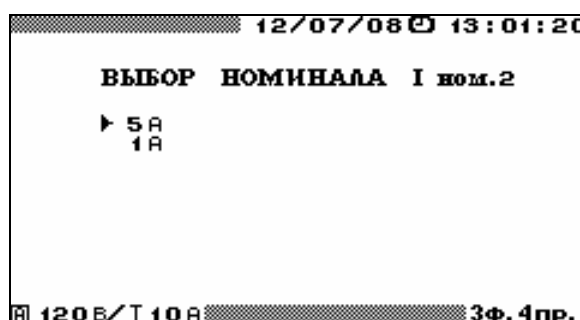 12/07/08 13:01:20
ВЫБОР НОМИНАЛА I ном.2
5 А
1 А
А 120 В/Т 10 А 3ф.4пр.